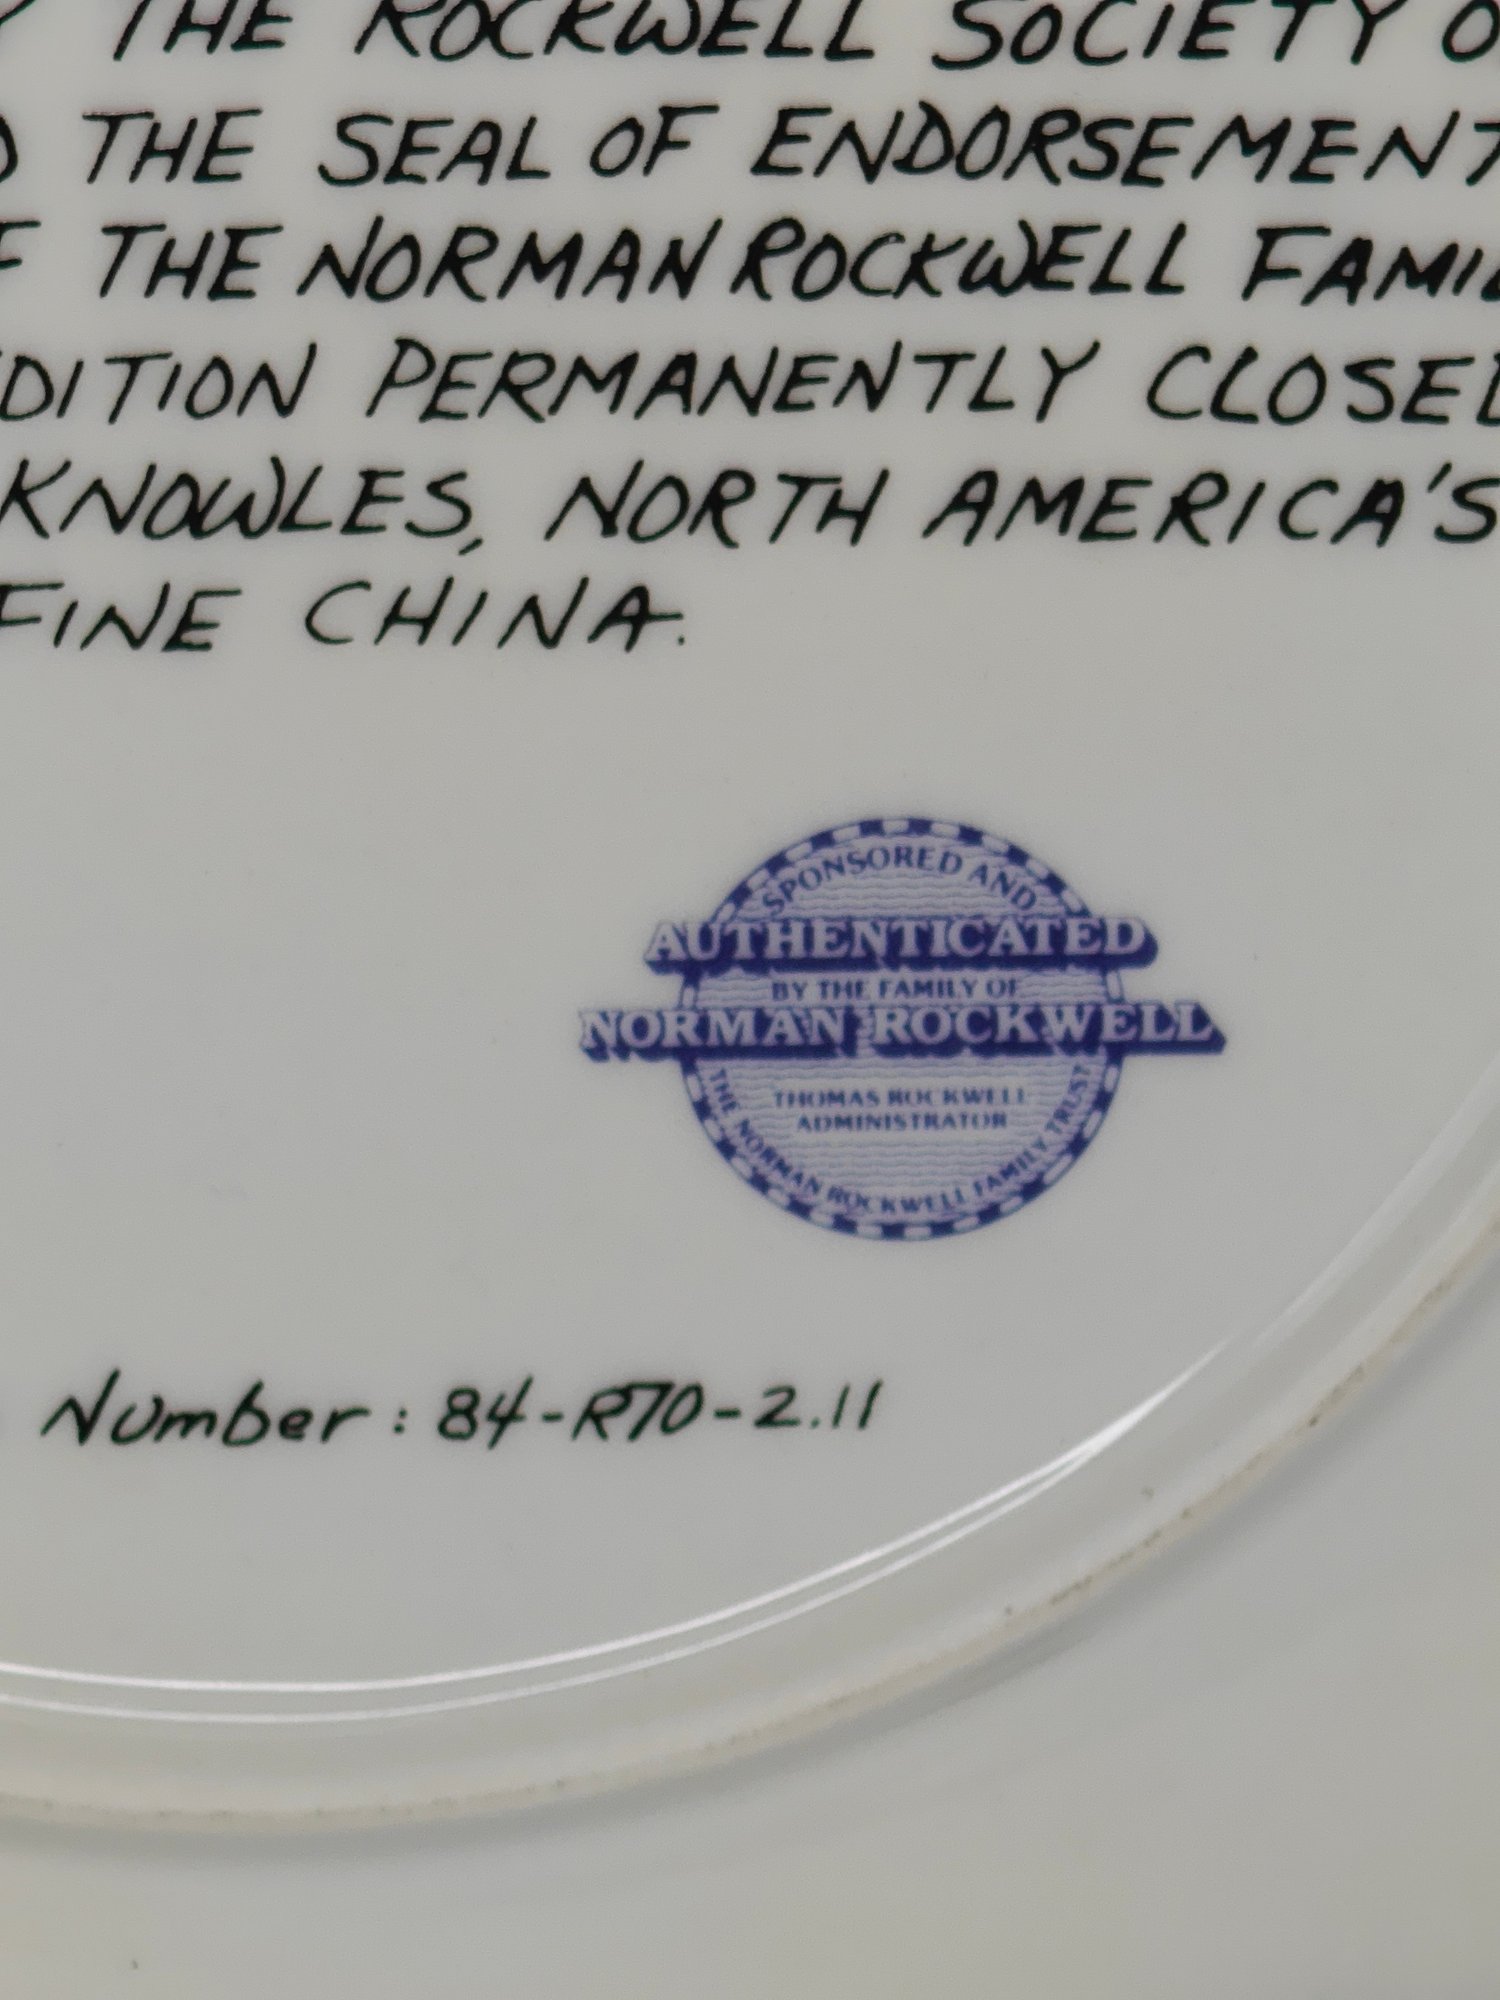 THE ROCKWELL SOCIETY
THE SEAL OF ENDORSEMENT
THE NORMAN ROCKWELL FAMIL
DITION PERMANENTLY CLOSED
KNOWLES, NORTH AMERICA'S
FINE CHINA.
SPONSORED AND
AUTHENTICATED
BY THE FAMILY OF
NORMAN ROCKWELL
THOMAS ROCKWELL
ADMINISTRATOR
THE NORMAN ROCKWELL FAMILY TRUST
Number: 84-R70-2.11